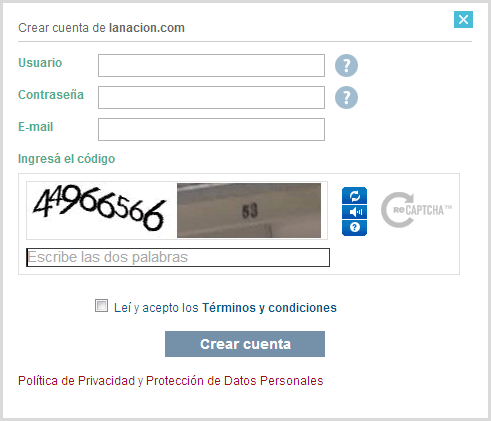 Crear cuenta de lanacion.com
Usuario
?
Contraseña
?
E-mail
Ingresá el código
44966566 53
?
reCAPTCHA™
Escribe las dos palabras
Leí y acepto los Términos y condiciones
Crear cuenta
Política de Privacidad y Protección de Datos Personales